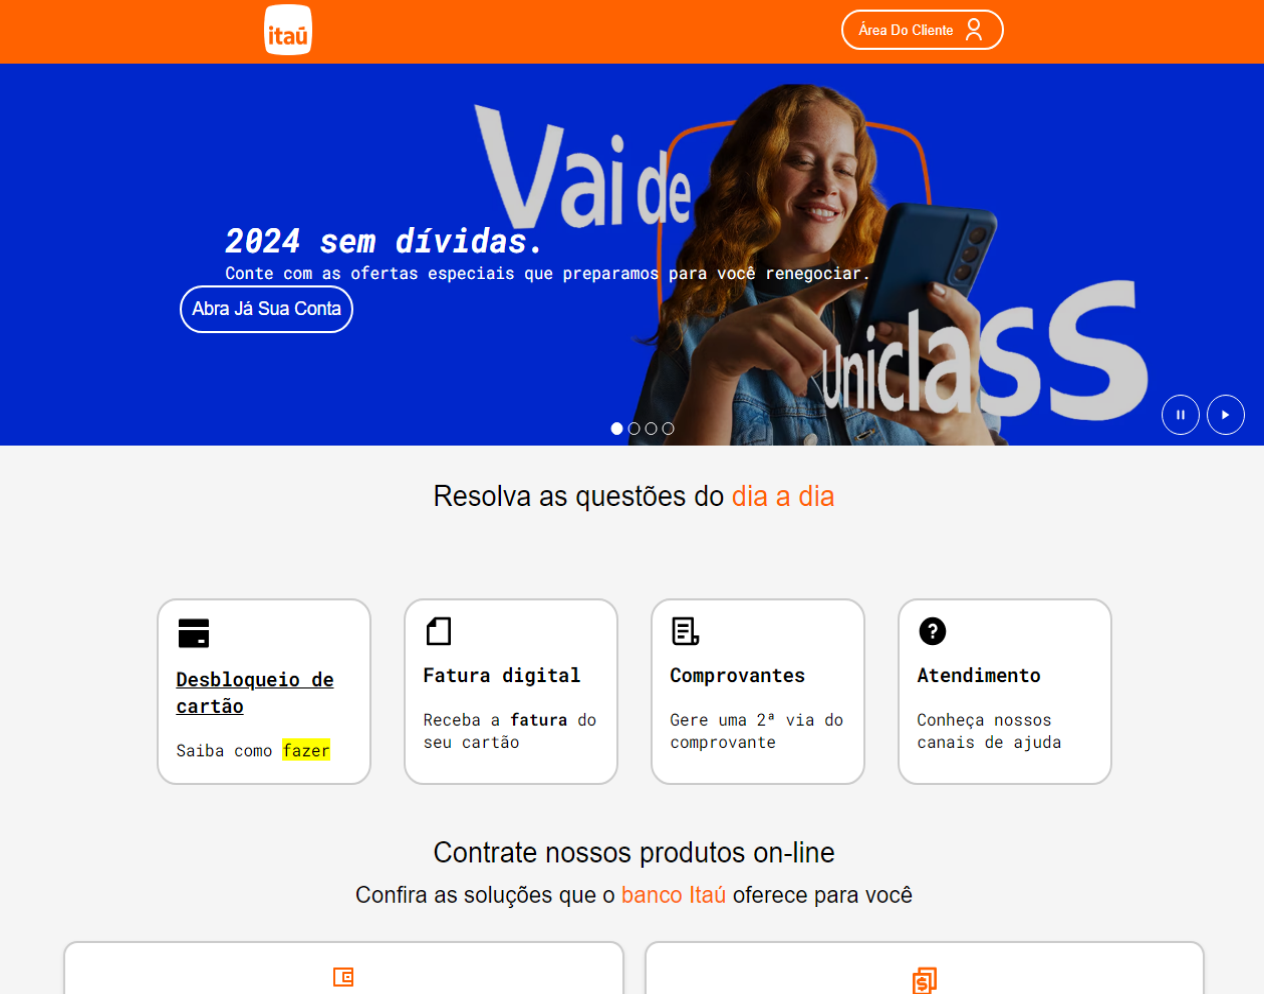 itaú
Área Do Cliente
Vai de
2024 sem dívidas.
Conte com as ofertas especiais que preparamos para você renegociar.
Abra Já Sua Conta
Uniclass
Resolva as questões do dia a dia
Desbloqueio de
cartão
Saiba como fazer
Fatura digital
Receba a fatura do
seu cartão
Comprovantes
Gere uma 2ª via do
comprovante
Atendimento
Conheça nossos
canais de ajuda
Contrate nossos produtos on-line
Confira as soluções que o banco Itaú oferece para você